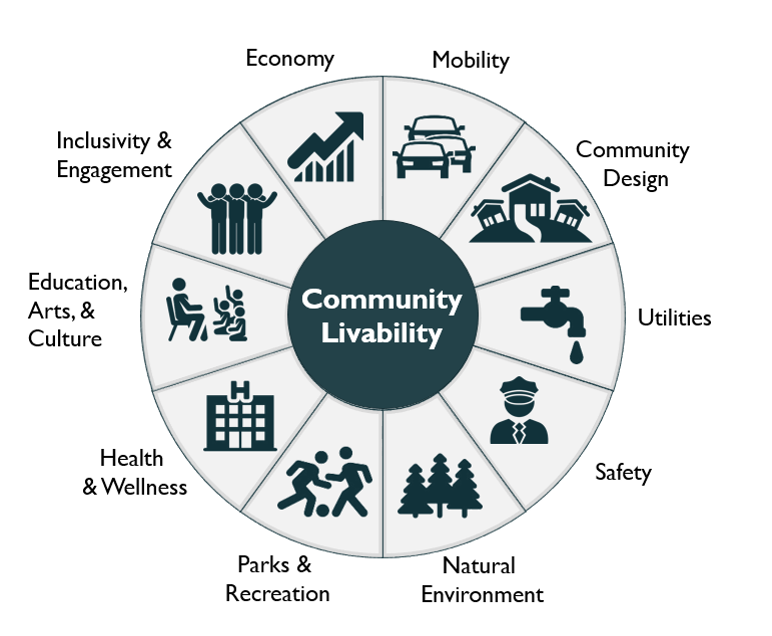 Economy
Mobility
Inclusivity &
Engagement
Community
Design
Education,
Arts, &
Culture
Community
Livability
Utilities
H
Health
& Wellness
Safety
Parks &
Recreation
Natural
Environment